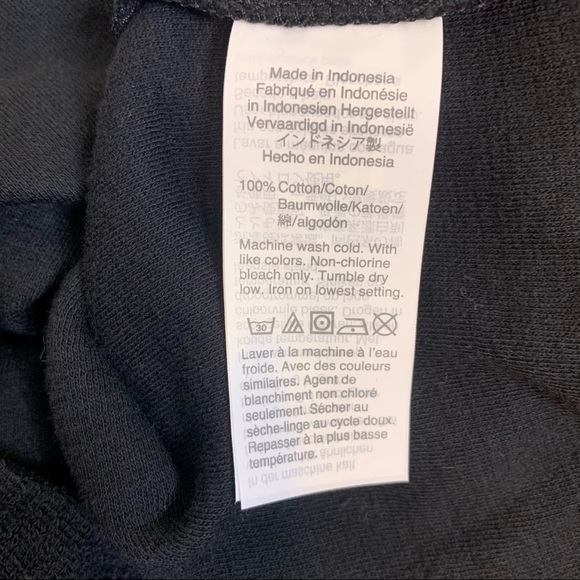 Made in Indonesia
Fabriqué en Indonésie
in Indonesien Hergestellt
Vervaardigd in Indonesië
インドネシア製
Hecho en Indonesia
100% Cotton/Coton/
Baumwolle/Katoen/
綿/algodón
Machine wash cold. With
like colors. Non-chlorine
bleach only. Tumble dry
low. Iron on lowest setting.
30
Laver à la machine à l'eau
froide. Avec des couleurs
similaires. Agent de
blanchiment non chloré
seulement. Sécher au
sèche-linge au cycle doux.
Repasser à la plus basse
température.